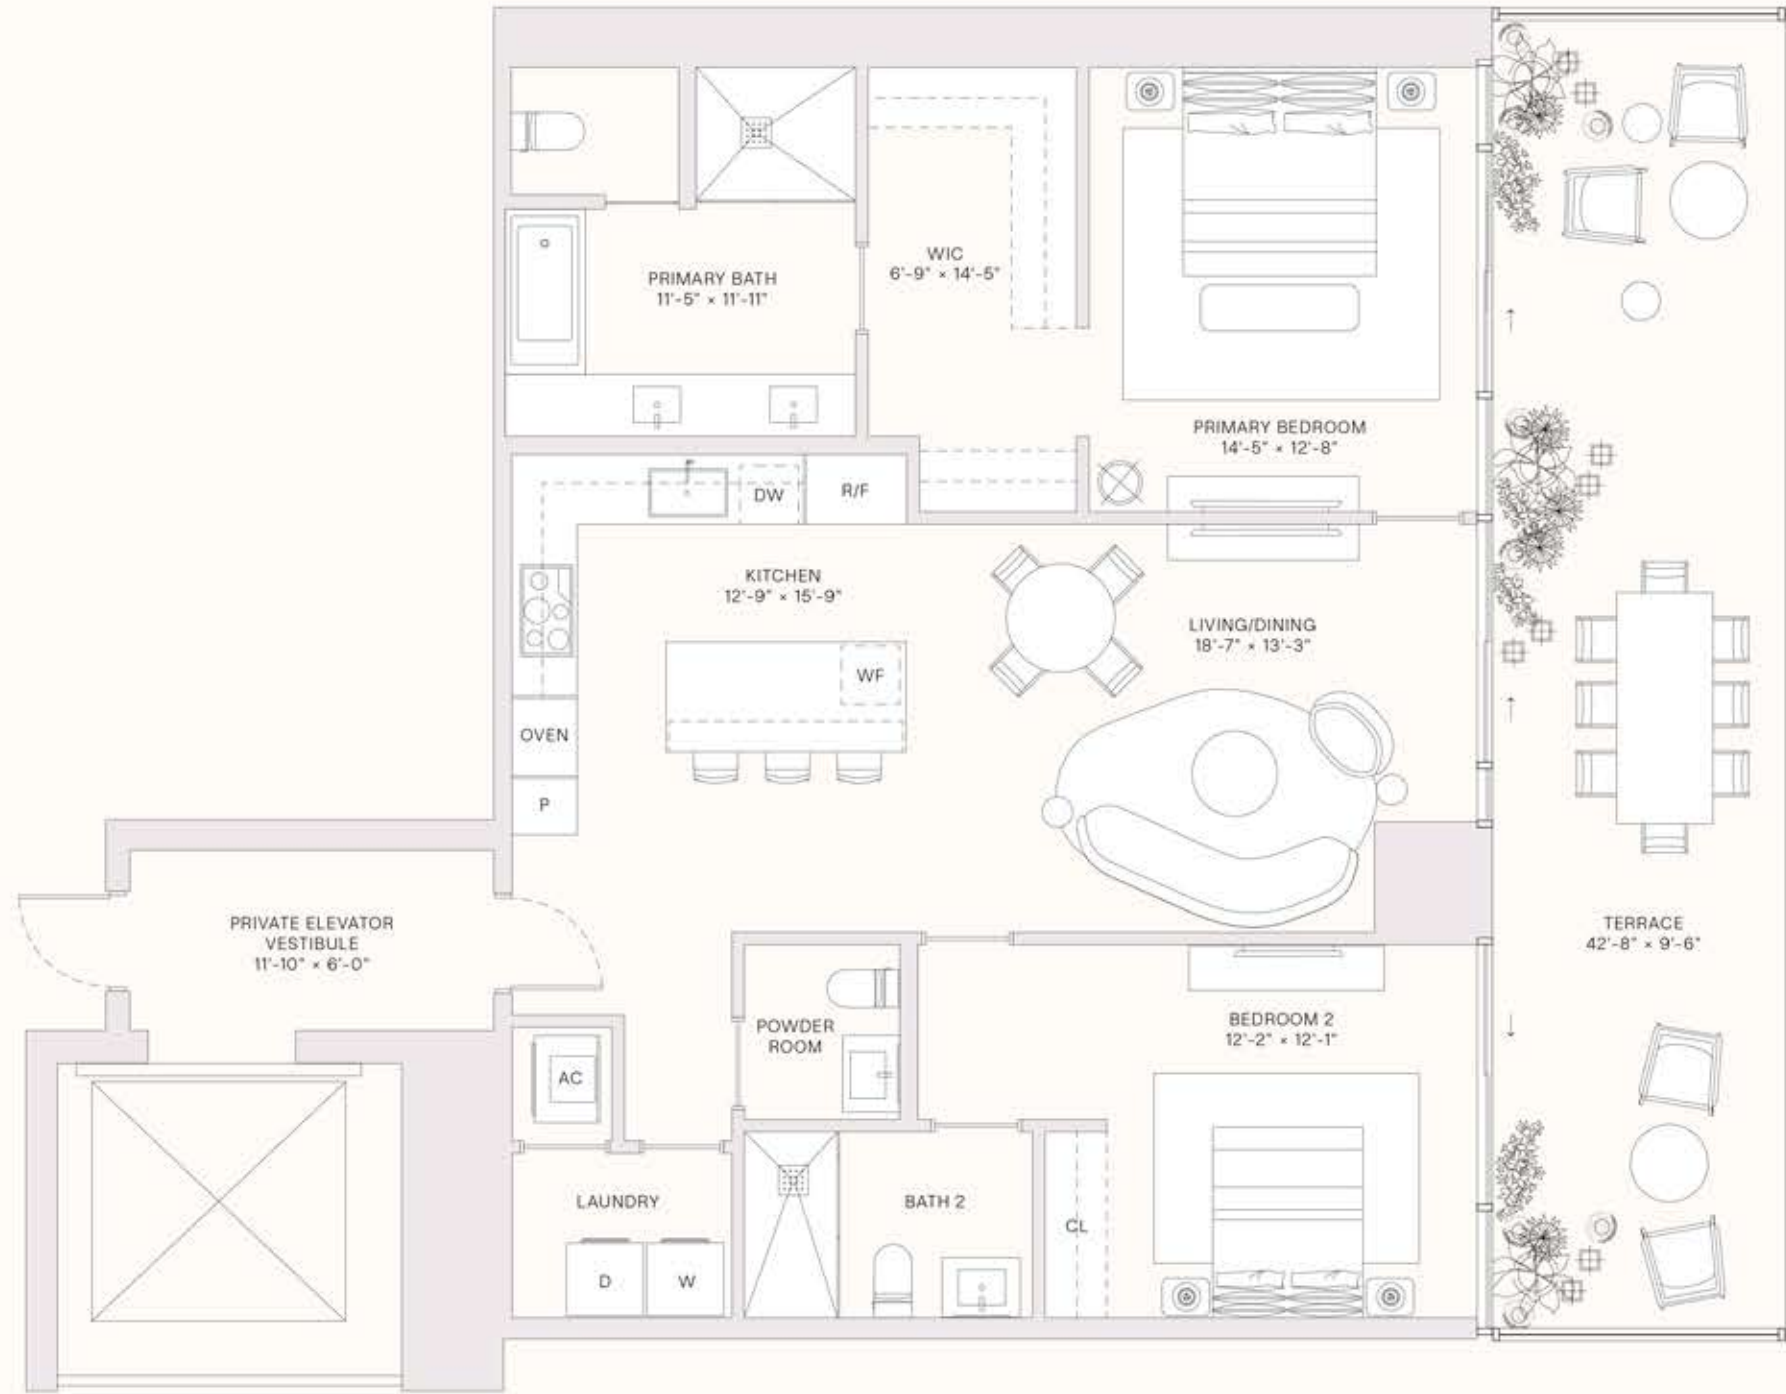 WIC
6'-9" × 14'-5"
PRIMARY BATH
11'-5" × 11'-11"
PRIMARY BEDROOM
14'-5" × 12'-8"
DW
R/F
KITCHEN
12'-9" × 15'-9"
LIVING/DINING
18'-7" × 13'-3"
WF
OVEN
P
PRIVATE ELEVATOR
VESTIBULE
11'-10" × 6'-0"
TERRACE
42'-8" × 9'-6"
POWDER
ROOM
BEDROOM 2
12'-2" × 12'-1"
AC
LAUNDRY
BATH 2
CL
D
W